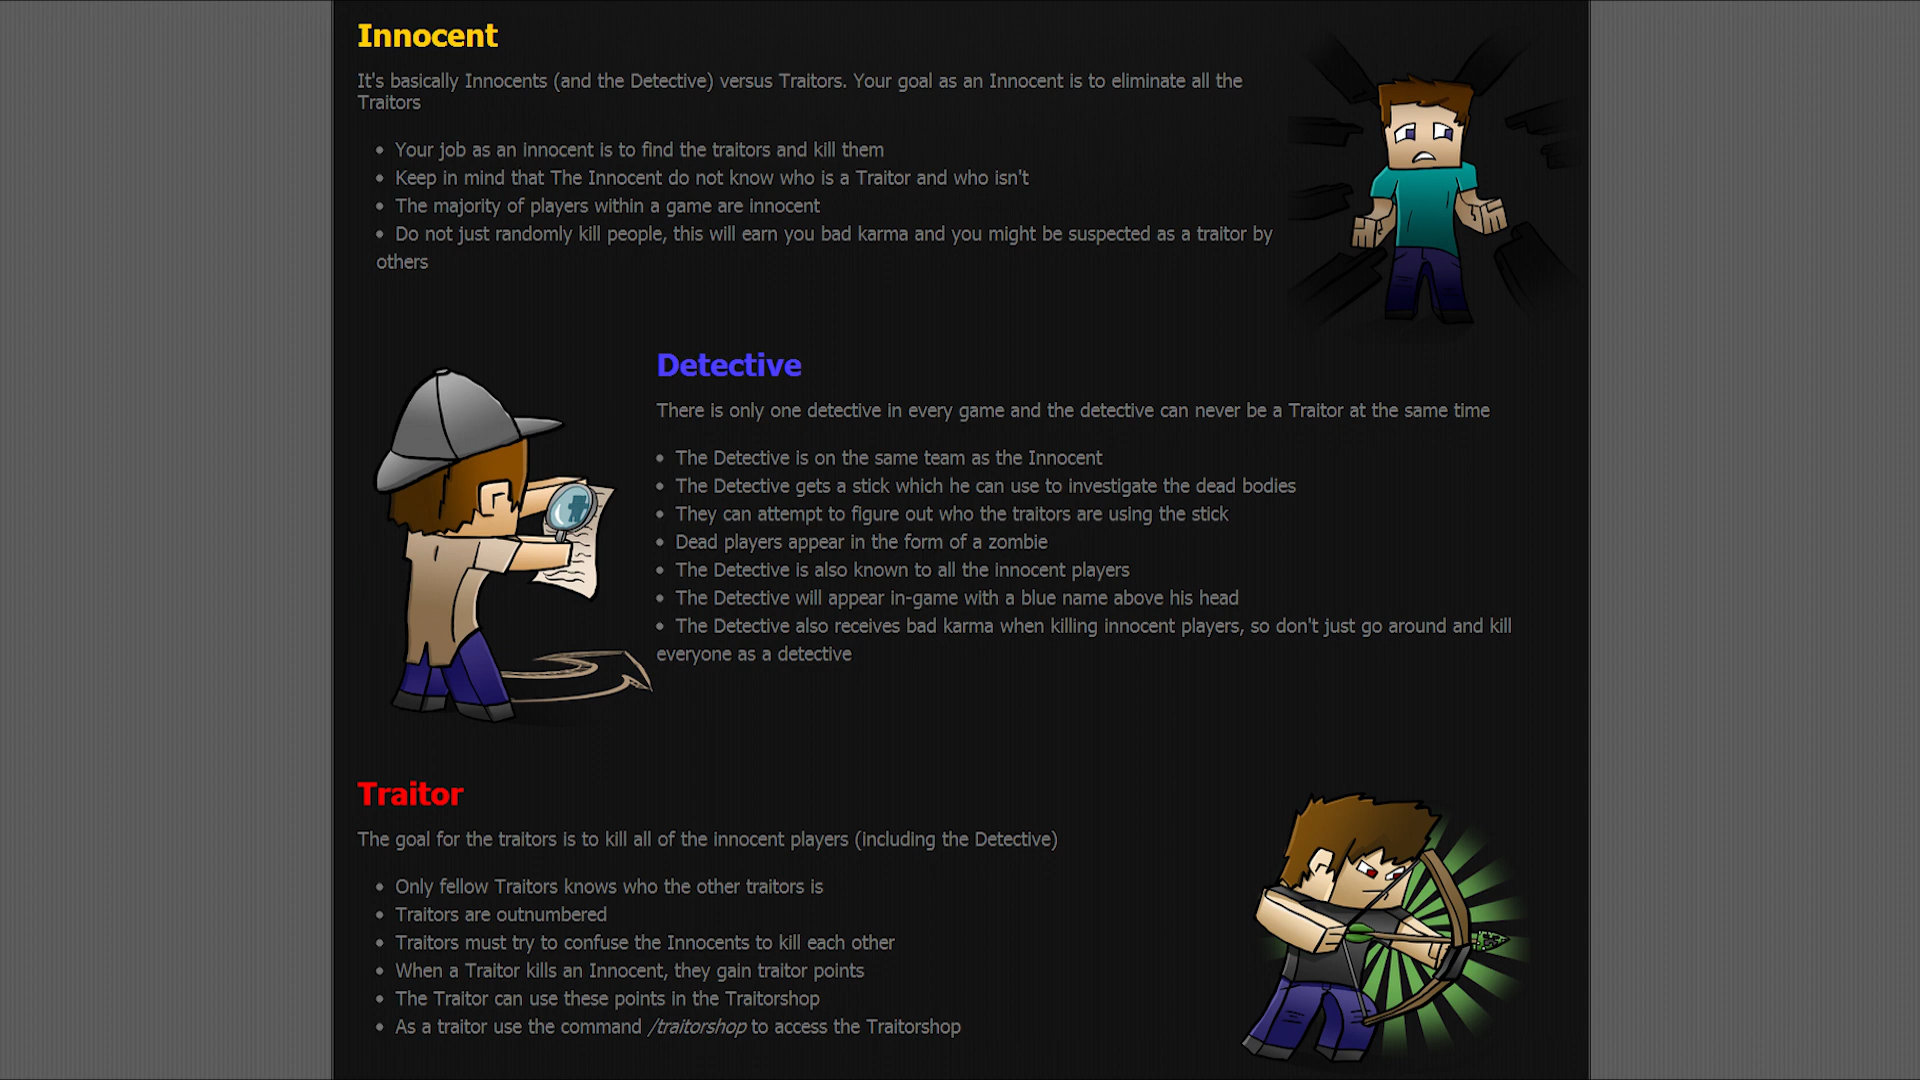 Innocent
It's basically Innocents (and the Detective) versus Traitors. Your goal as an Innocent is to eliminate all the
Traitors
• Your job as an innocent is to find the traitors and kill them
• Keep in mind that The Innocent do not know who is a Traitor and who isn't
• The majority of players within a game are innocent
• Do not just randomly kill people, this will earn you bad karma and you might be suspected as a traitor by
others
Detective
There is only one detective in every game and the detective can never be a Traitor at the same time
• The Detective is on the same team as the Innocent
• The Detective gets a stick which he can use to investigate the dead bodies
• They can attempt to figure out who the traitors are using the stick
• Dead players appear in the form of a zombie
• The Detective is also known to all the innocent players
• The Detective will appear in-game with a blue name above his head
• The Detective also receives bad karma when killing innocent players, so don't just go around and kill
everyone as a detective
Traitor
The goal for the traitors is to kill all of the innocent players (including the Detective)
• Only fellow Traitors knows who the other traitors is
• Traitors are outnumbered
• Traitors must try to confuse the Innocents to kill each other
• When a Traitor kills an Innocent, they gain traitor points
• The Traitor can use these points in the Traitorshop
• As a traitor use the command /traitorshop to access the Traitorshop